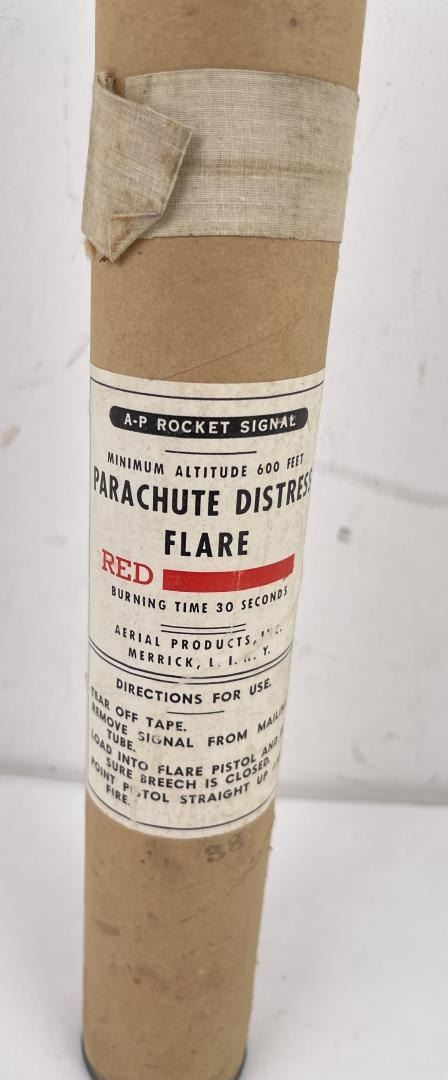 A-P ROCKET SIGNAL
MINIMUM ALTITUDE 600 FEET
PARACHUTE DISTRESS
FLARE
RED
BURNING TIME 30 SECONDS
AERIAL PRODUCTS, INC.
MERRICK, L. I. N. Y.
DIRECTIONS FOR USE.
TEAR OFF TAPE.
REMOVE SIGNAL FROM
TUBE.
LOAD INTO FLARE PISTOL AND
SURE BREECH IS CLOSED.
POINT PISTOL STRAIGHT UP
FIRE.
38